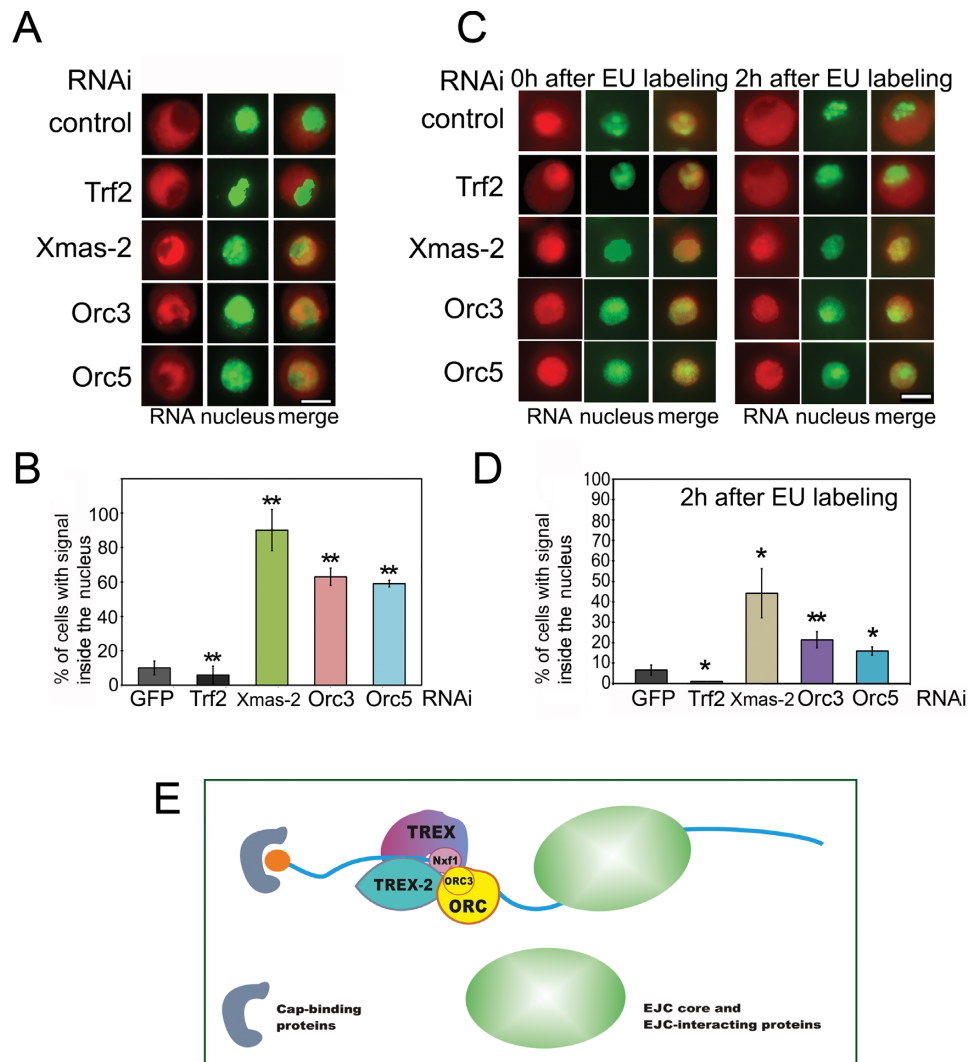 A
RNAi
control
Trf2
Xmas-2
Orc3
Orc5
RNA nucleus merge
C
RNAi 0h after EU labeling 2h after EU labeling
control
Trf2
Xmas-2
Orc3
Orc5
RNA nucleus merge RNA nucleus merge
B
% of cells with signal
inside the nucleus
100
80
60
40
20
0
**
**
**
**
GFP Trf2 Xmas-2 Orc3 Orc5 RNAi
D
2h after EU labeling
% of cells with signal
inside the nucleus
100
90
80
70
60
50
40
30
20
10
0
*
*
**
*
GFP Trf2 Xmas-2 Orc3 Orc5 RNAi
E
TREX
Nxf1
TREX-2
ORC3
ORC
Cap-binding
proteins
EJC core and
EJC-interacting proteins